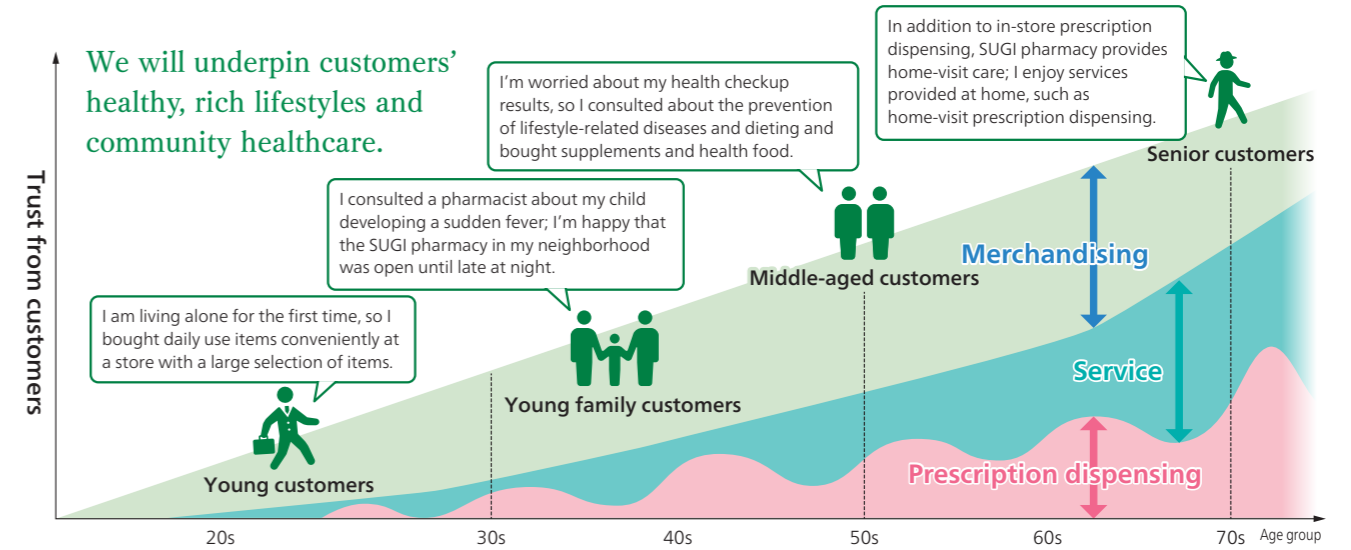 We will underpin customers’
healthy, rich lifestyles and
community healthcare.
In addition to in-store prescription
dispensing, SUGI pharmacy provides
home-visit care; I enjoy services
provided at home, such as
home-visit prescription dispensing.
Senior customers
I’m worried about my health checkup
results, so I consulted about the prevention
of lifestyle-related diseases and dieting and
bought supplements and health food.
Middle-aged customers
I consulted a pharmacist about my child
developing a sudden fever; I’m happy that
the SUGI pharmacy in my neighborhood
was open until late at night.
Young family customers
I am living alone for the first time, so I
bought daily use items conveniently at
a store with a large selection of items.
Young customers
Trust from customers
Merchandising
Service
Prescription dispensing
20s
30s
40s
50s
60s
70s
Age group